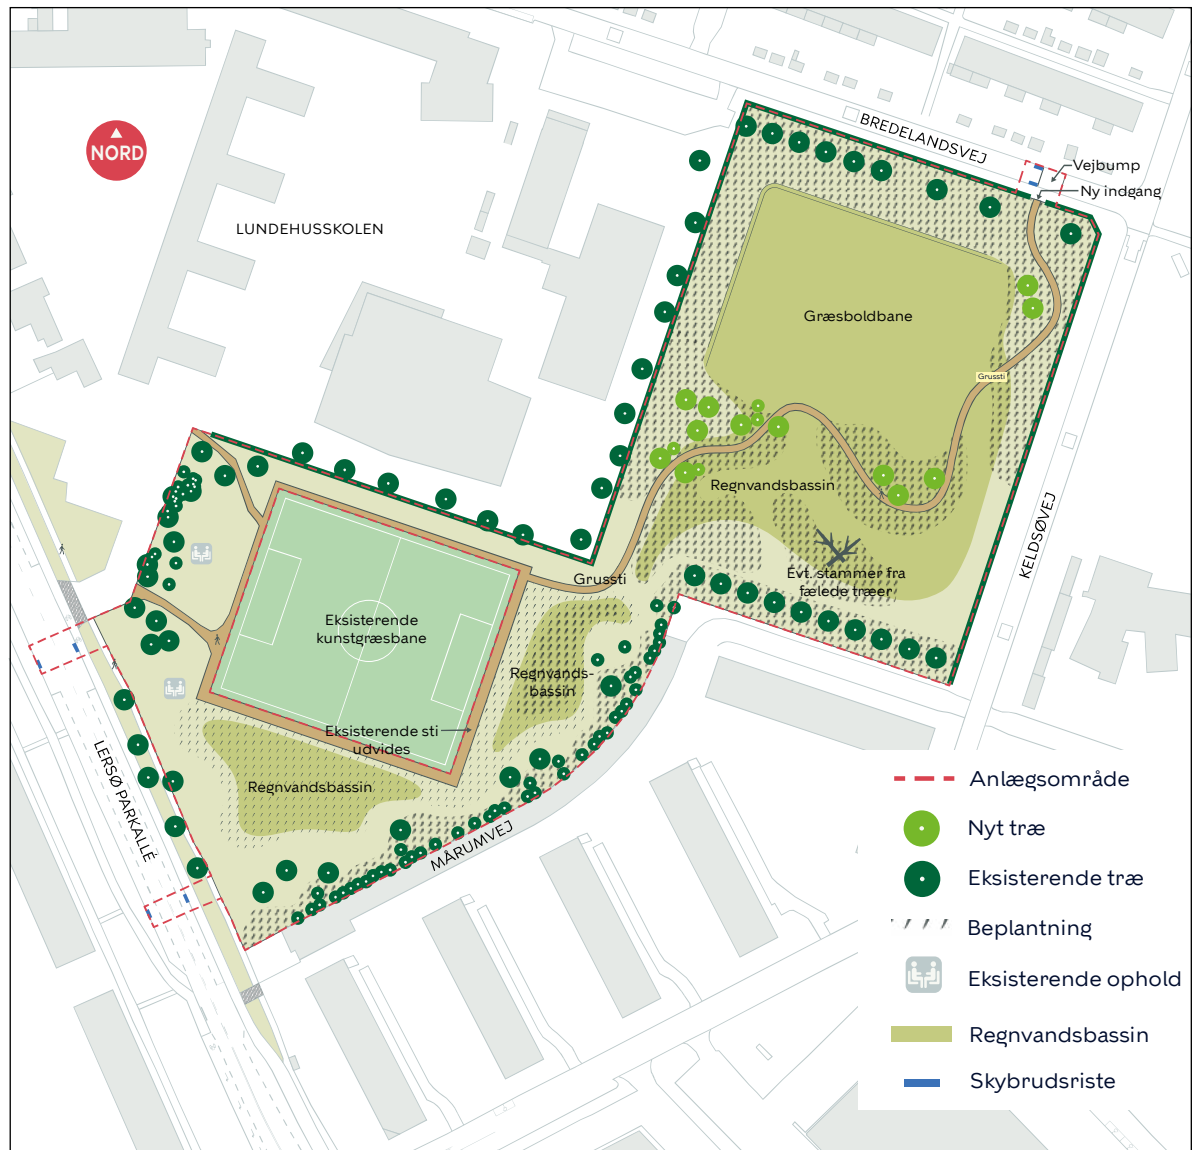 NORD
LUNDEHUSSKOLEN
BREDELANDSVEJ
Vejbump
Ny indgang
Græsboldbane
Grussti
Regnvandsbassin
Evt. stammer fra
fælede træer
KELDSØVEJ
Grussti
Eksisterende
kunstgræsbane
Regnvands-
bassin
Eksisterende sti
udvides
Regnvandsbassin
LERSØ PARKALLÉ
MÅRUMVEJ
Anlægsområde
Nyt træ
Eksisterende træ
Beplantning
Eksisterende ophold
Regnvandsbassin
Skybrudsriste